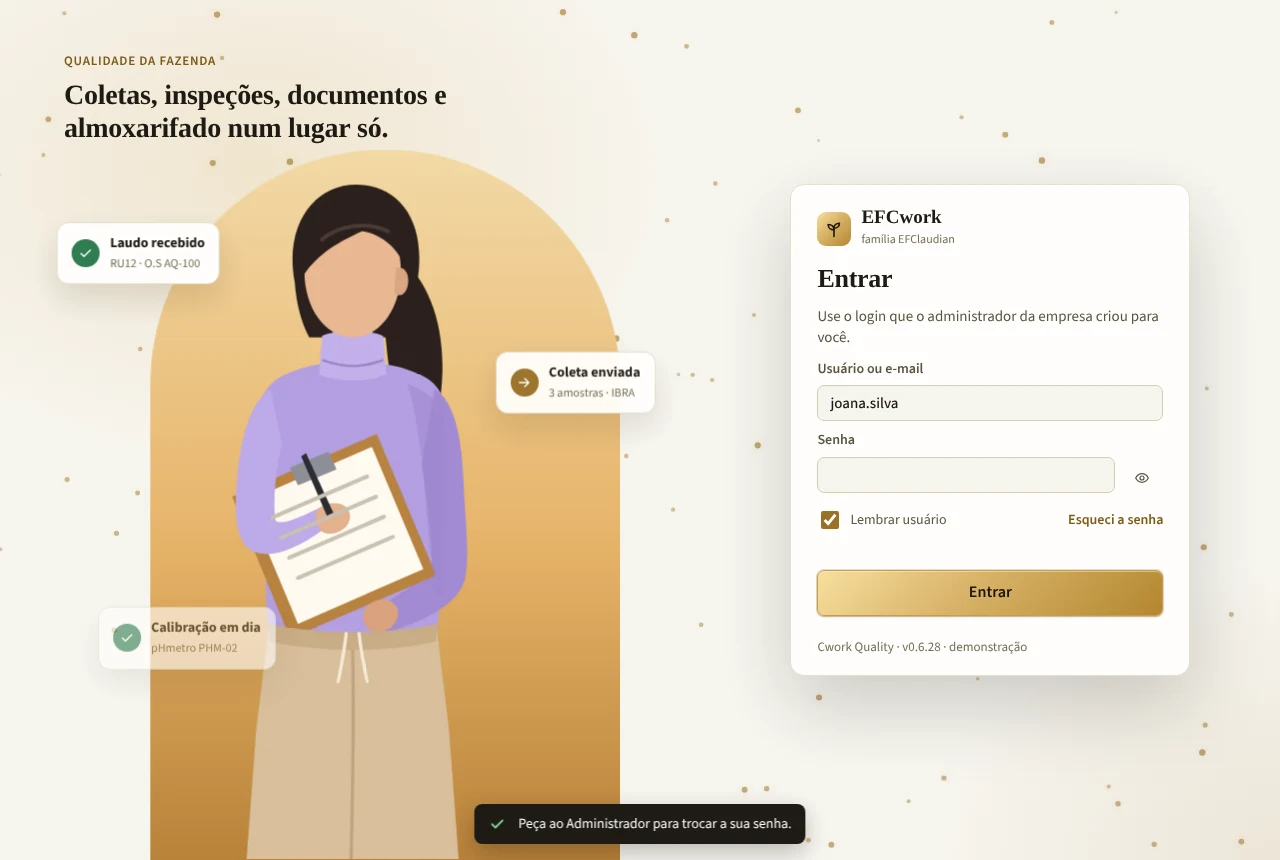 QUALIDADE DA FAZENDA
Coletas, inspeções, documentos e
almoxarifado num lugar só.
Laudo recebido
RU12 · O.S AQ-100
Coleta enviada
3 amostras · IBRA
Calibração em dia
pHmetro PHM-02
EFCwork
família EFClaudian
Entrar
Use o login que o administrador da empresa criou para
você.
Usuário ou e-mail
joana.silva
Senha
Lembrar usuário
Esqueci a senha
Entrar
Cwork Quality · v0.6.28 · demonstração
Peça ao Administrador para trocar a sua senha.